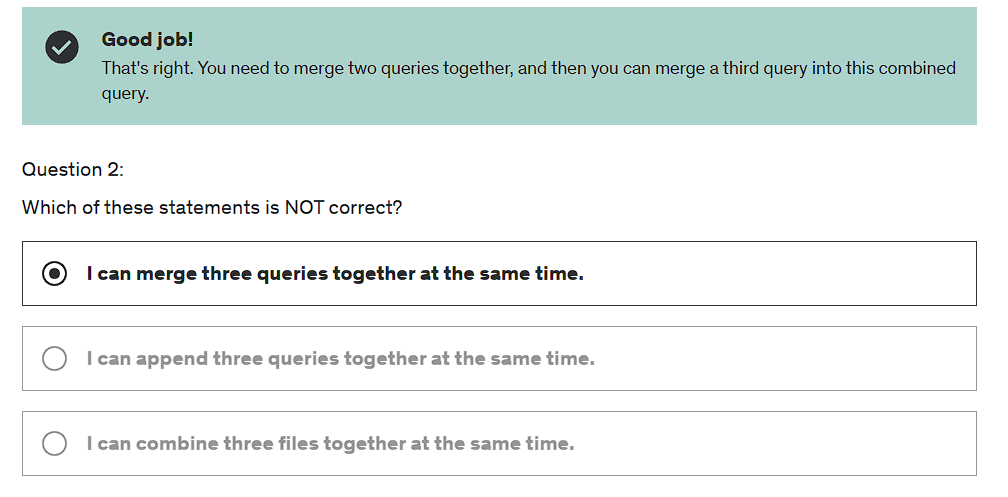 Good job!
That's right. You need to merge two queries together, and then you can merge a third query into this combined
query.
Question 2:
Which of these statements is NOT correct?
I can merge three queries together at the same time.
I can append three queries together at the same time.
I can combine three files together at the same time.